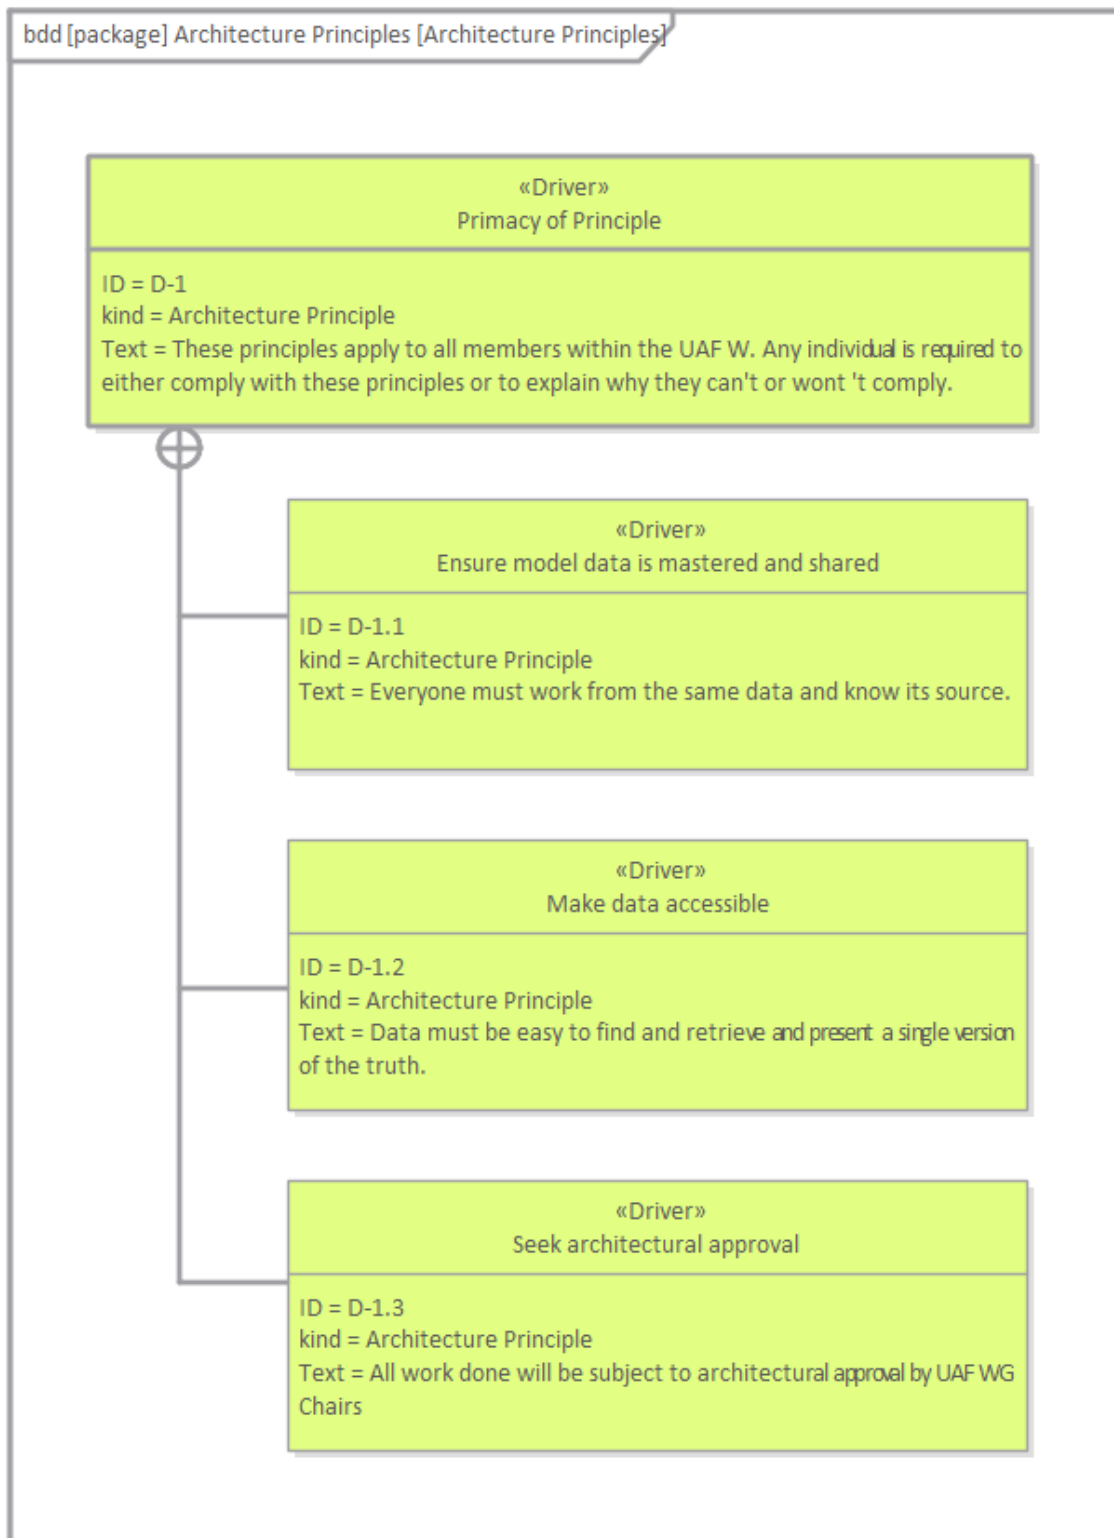 bdd [package] Architecture Principles [Architecture Principles]
«Driver»
Primacy of Principle
ID = D-1
kind = Architecture Principle
Text = These principles apply to all members within the UAF W. Any individual is required to
either comply with these principles or to explain why they can't or wont 't comply.
«Driver»
Ensure model data is mastered and shared
ID = D-1.1
kind = Architecture Principle
Text = Everyone must work from the same data and know its source.
«Driver»
Make data accessible
ID = D-1.2
kind = Architecture Principle
Text = Data must be easy to find and retrieve and present a single version
of the truth.
«Driver»
Seek architectural approval
ID = D-1.3
kind = Architecture Principle
Text = All work done will be subject to architectural approval by UAF WG
Chairs